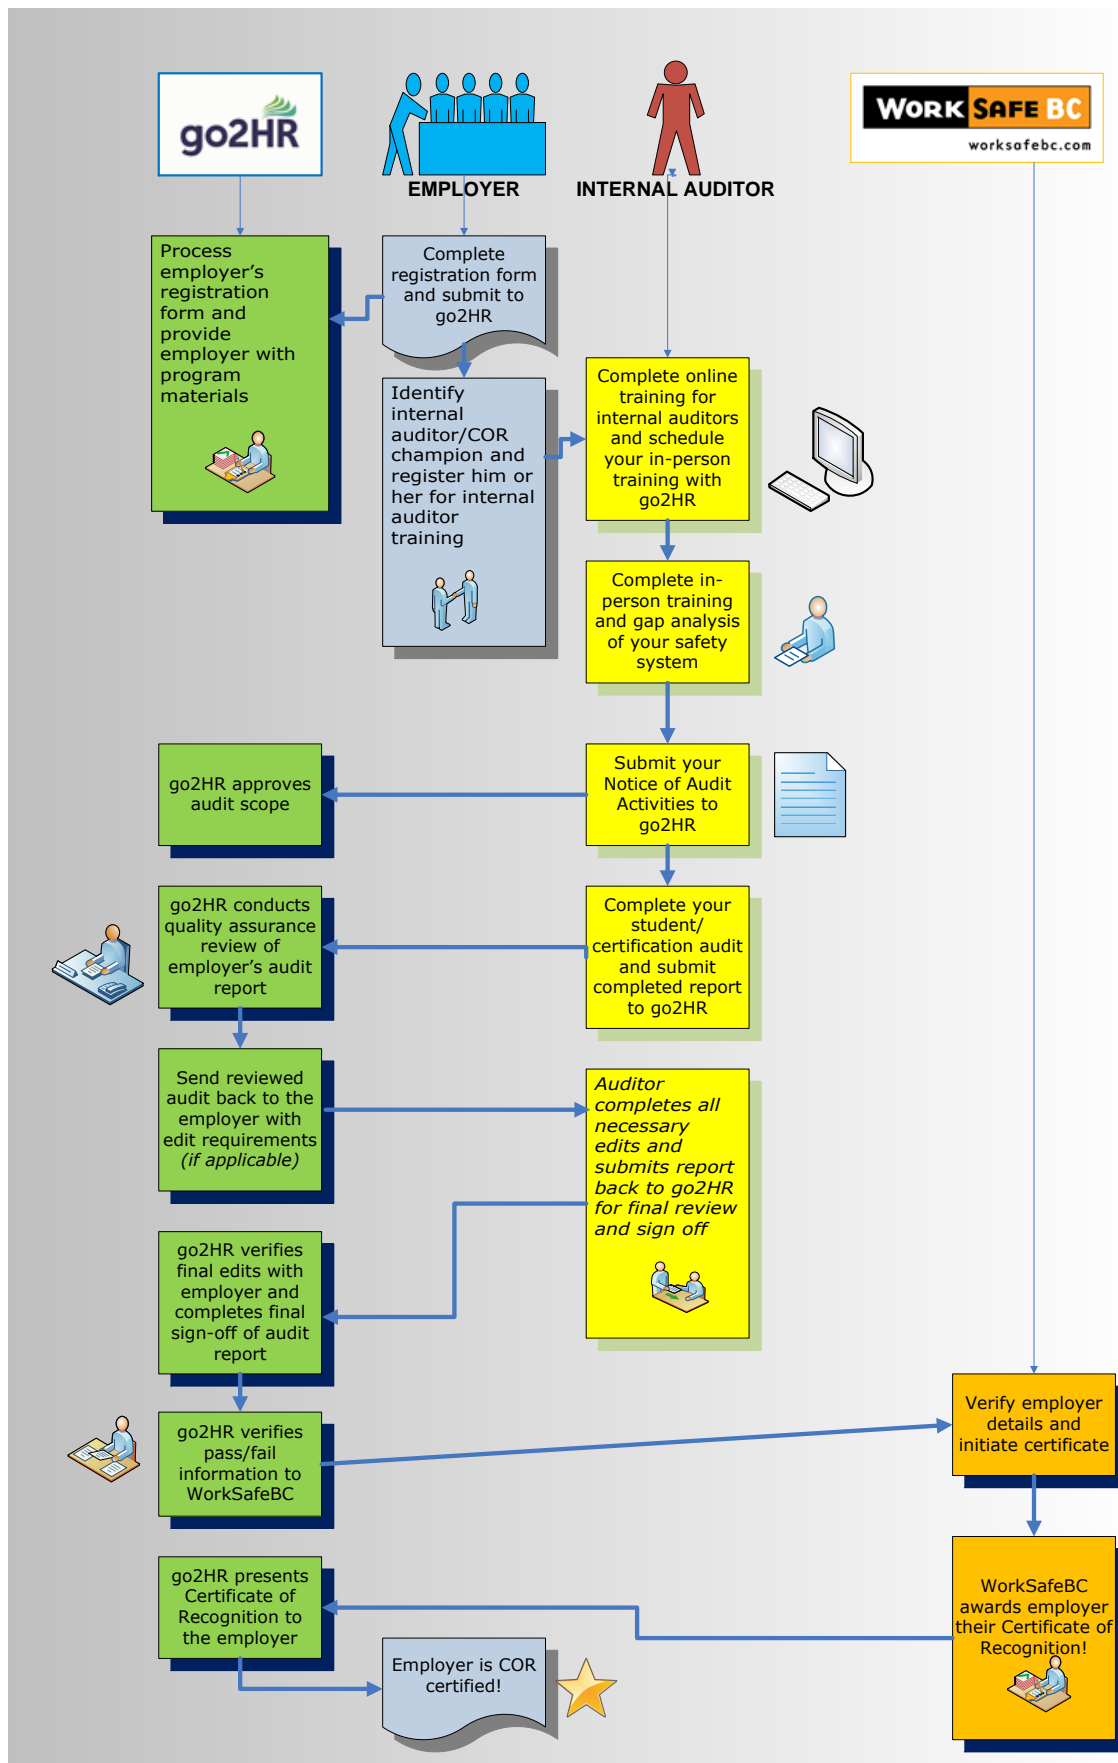 go2HR
WORK SAFE BC
worksafebc.com
EMPLOYER
INTERNAL AUDITOR
Process
employer's
registration
form and
provide
employer with
program
materials
Complete
registration form
and submit to
go2HR
Identify
internal
auditor/COR
champion and
register him or
her for internal
auditor
training
Complete online
training for
internal auditors
and schedule
your in-person
training with
go2HR
Complete in-
person training
and gap analysis
of your safety
system
go2HR approves
audit scope
Submit your
Notice of Audit
Activities to
go2HR
go2HR conducts
quality assurance
review of
employer's audit
report
Complete your
student/
certification audit
and submit
completed report
to go2HR
Send reviewed
audit back to the
employer with
edit requirements
(if applicable)
Auditor
completes all
necessary
edits and
submits report
back to go2HR
for final review
and sign off
go2HR verifies
final edits with
employer and
completes final
sign-off of audit
report
go2HR verifies
pass/fail
information to
WorkSafeBC
Verify employer
details and
initiate certificate
go2HR presents
Certificate of
Recognition to
the employer
WorkSafeBC
awards employer
their Certificate of
Recognition!
Employer is COR
certified!